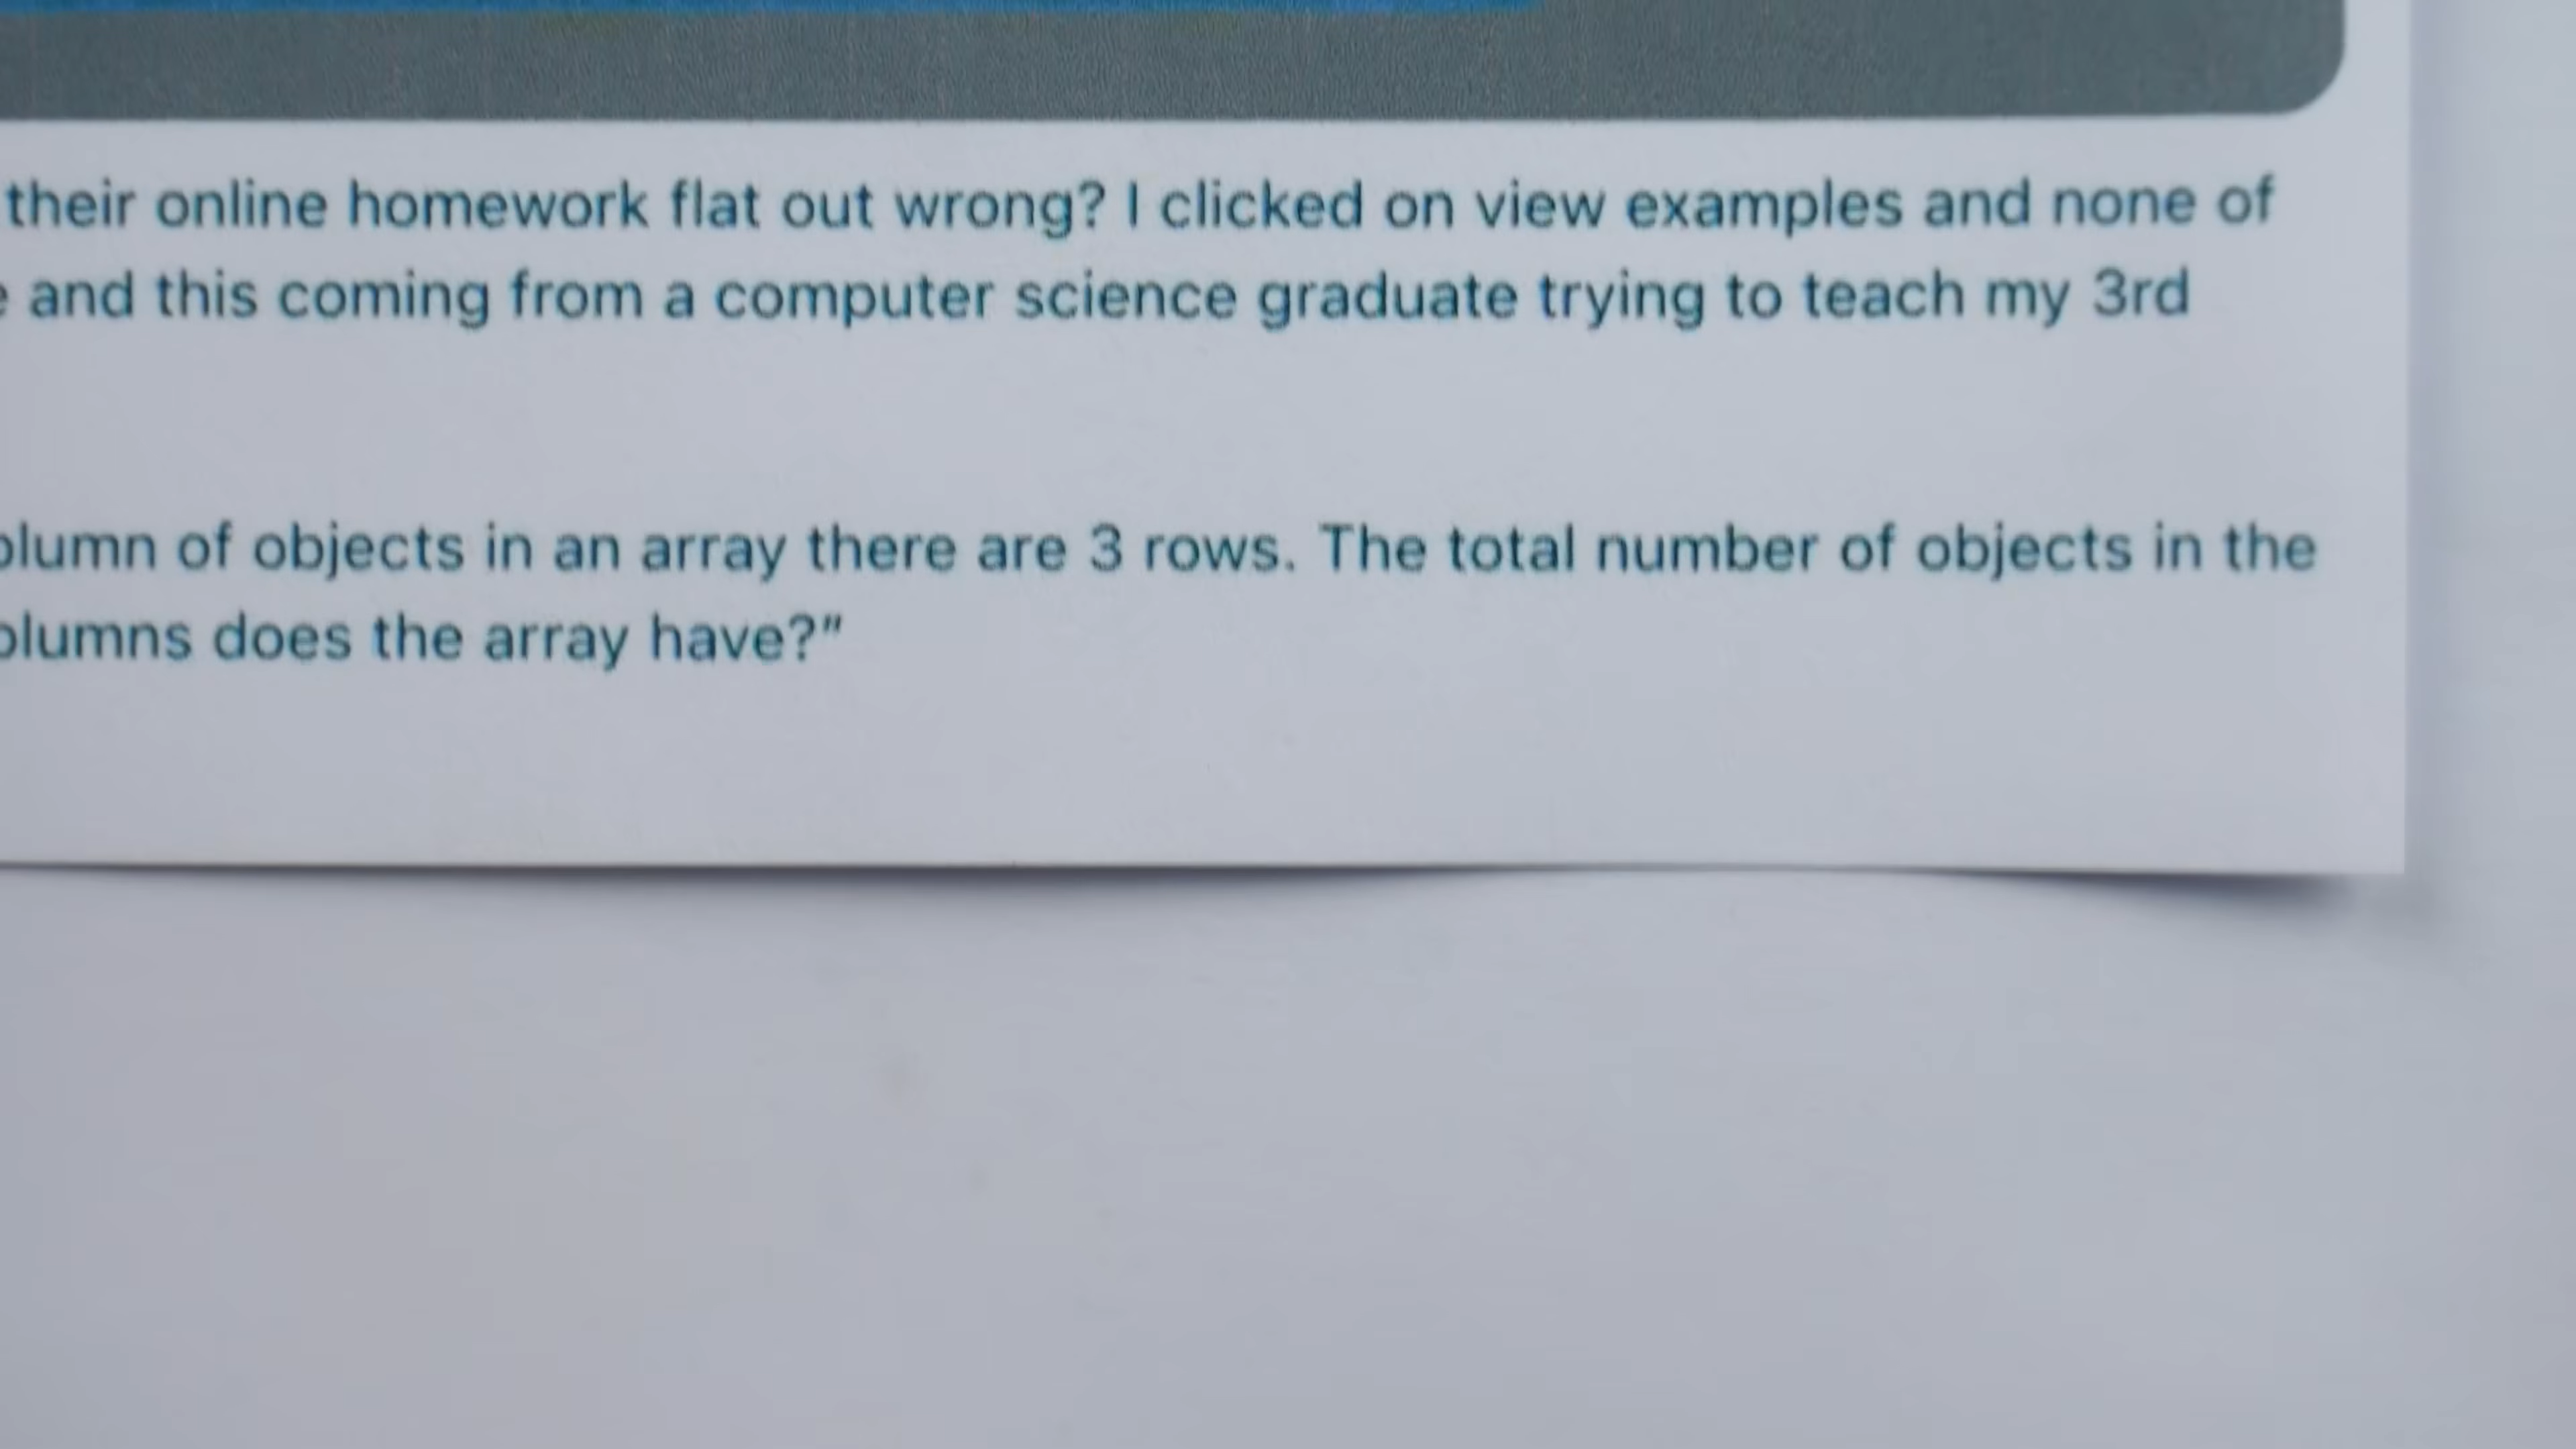 their online homework flat out wrong? I clicked on view examples and none of
and this coming from a computer science graduate trying to teach my 3rd
olumn of objects in an array there are 3 rows. The total number of objects in the
olumns does the array have?”